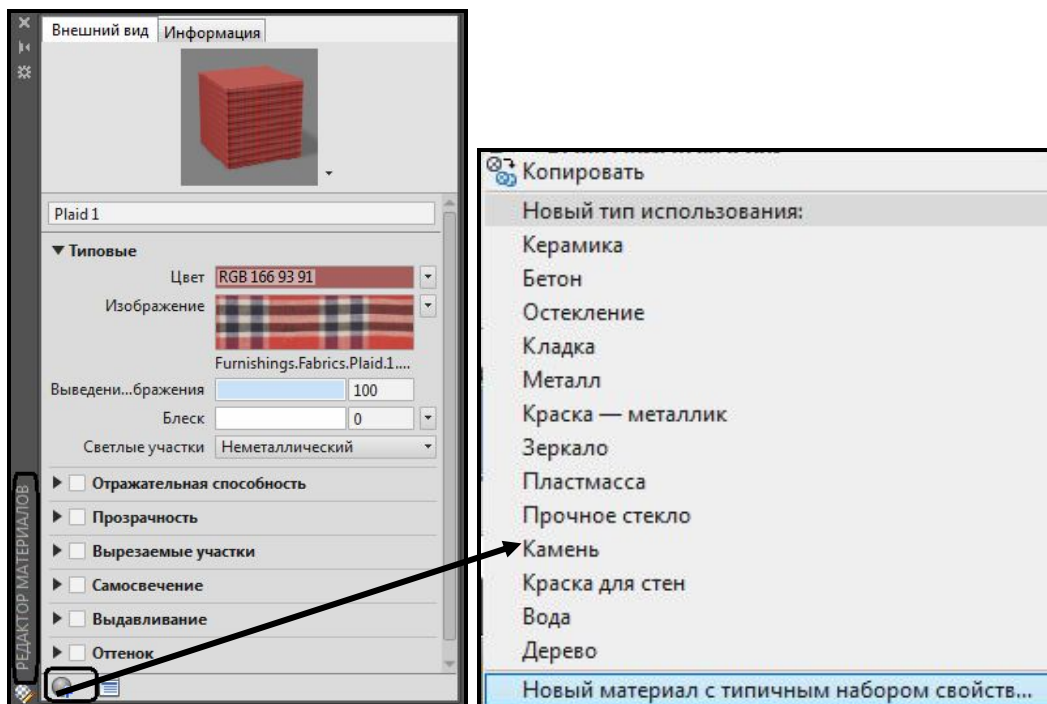 Внешний вид
Информация
Plaid 1
Типовые
Цвет RGB 166 93 91
Изображение
Furnishings.Fabrics.Plaid.1....
Выведени...бражения 100
Блеск 0
Светлые участки Неметаллический
Отражательная способность
Прозрачность
Вырезаемые участки
Самосвечение
Выдавливание
Оттенок
РЕДАКТОР МАТЕРИАЛОВ
Копировать
Новый тип использования:
Керамика
Бетон
Остекление
Кладка
Металл
Краска — металлик
Зеркало
Пластмасса
Прочное стекло
Камень
Краска для стен
Вода
Дерево
Новый материал с типичным набором свойств...